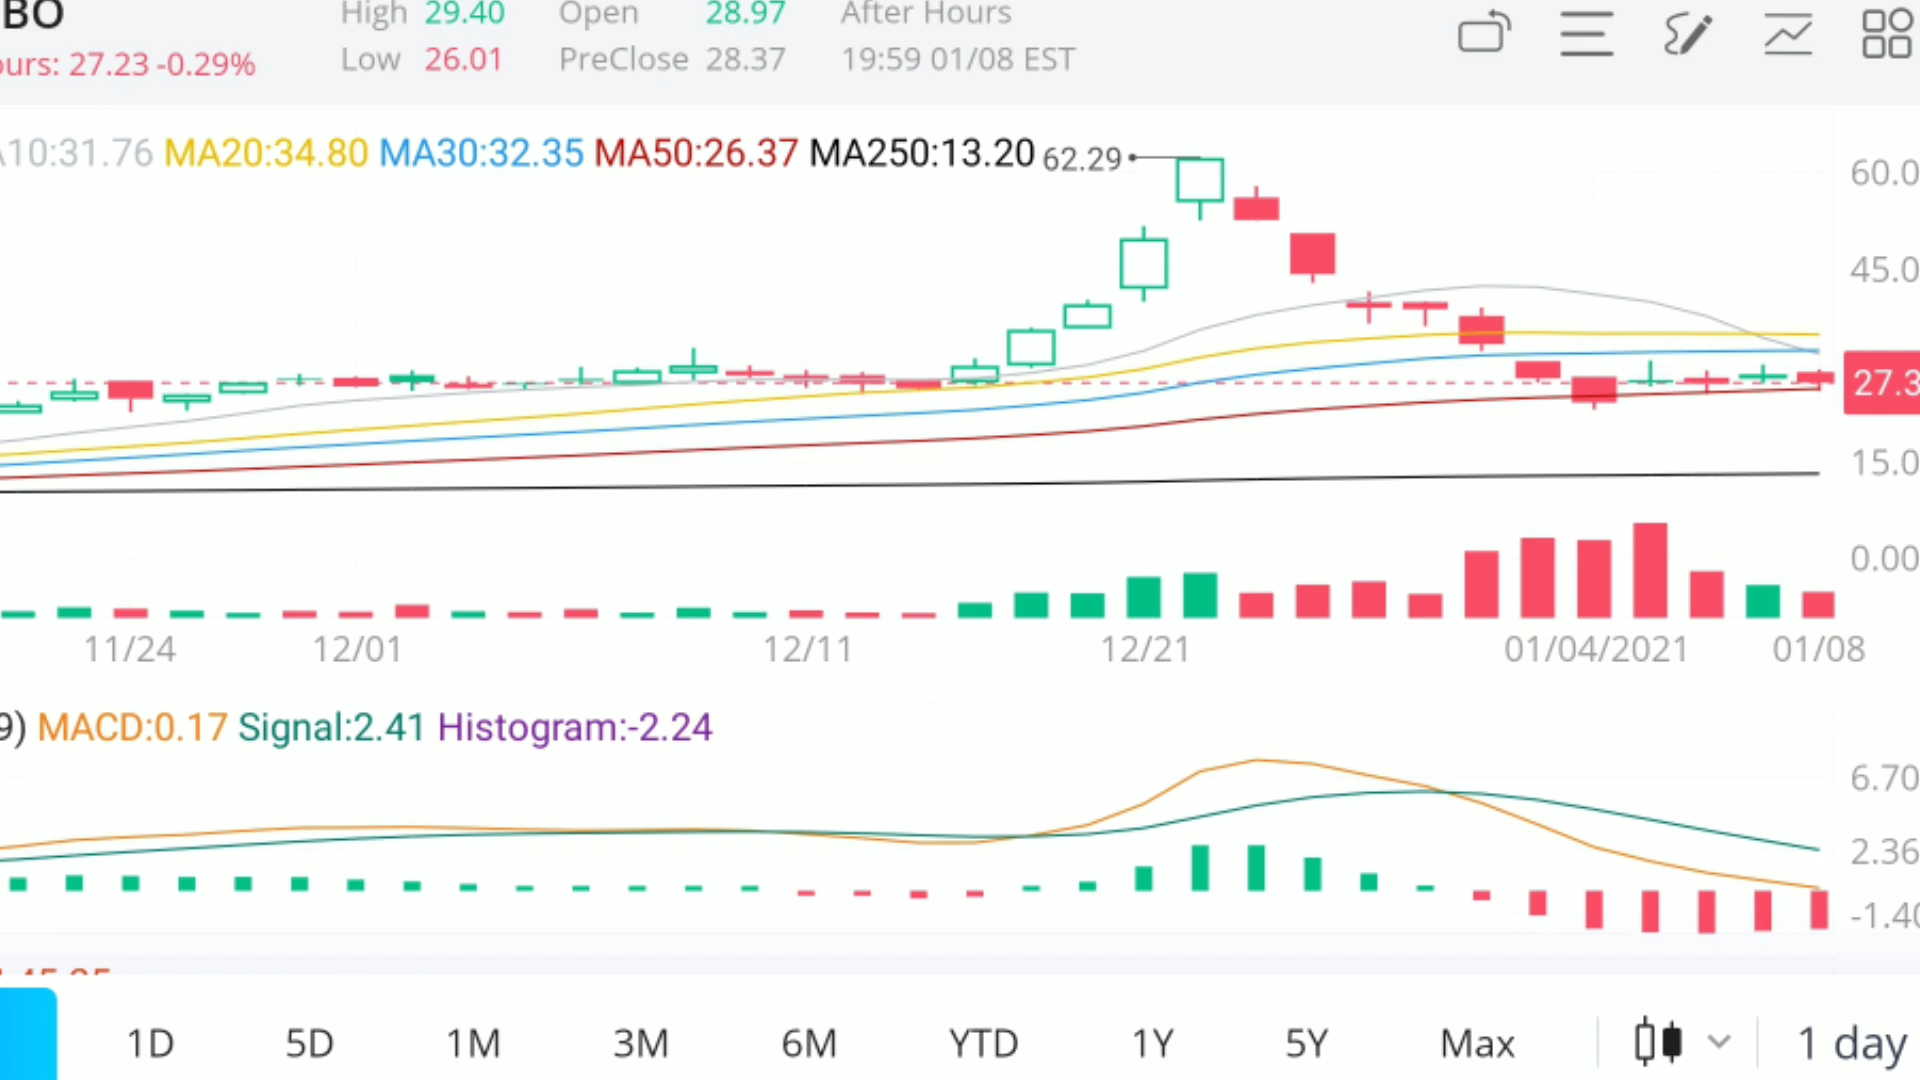 BO High 29.40 Open 28.97 After Hours
ours: 27.23 -0.29% Low 26.01 PreClose 28.37 19:59 01/08 EST
A10:31.76 MA20:34.80 MA30:32.35 MA50:26.37 MA250:13.20
62.29
60.0
45.0
27.3
15.0
0.00
11/24 12/01 12/11 12/21 01/04/2021 01/08
9) MACD:0.17 Signal:2.41 Histogram:-2.24
6.70
2.36
-1.40
1D 5D 1M 3M 6M YTD 1Y 5Y Max 1 day